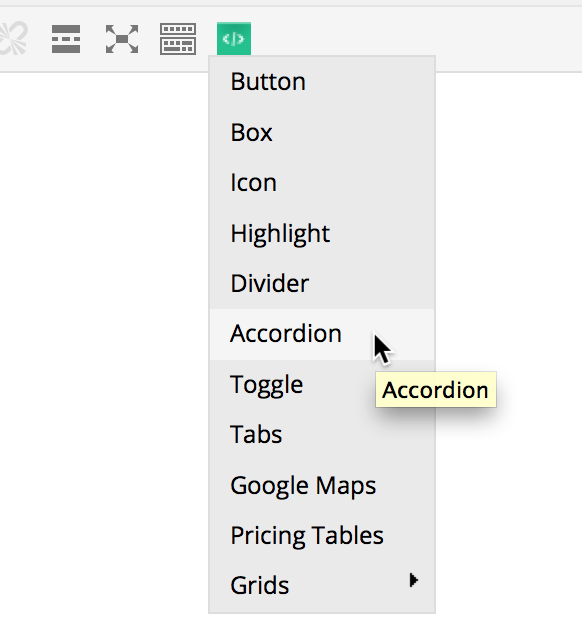 </>
Button
Box
Icon
Highlight
Divider
Accordion
Toggle
Accordion
Tabs
Google Maps
Pricing Tables
Grids